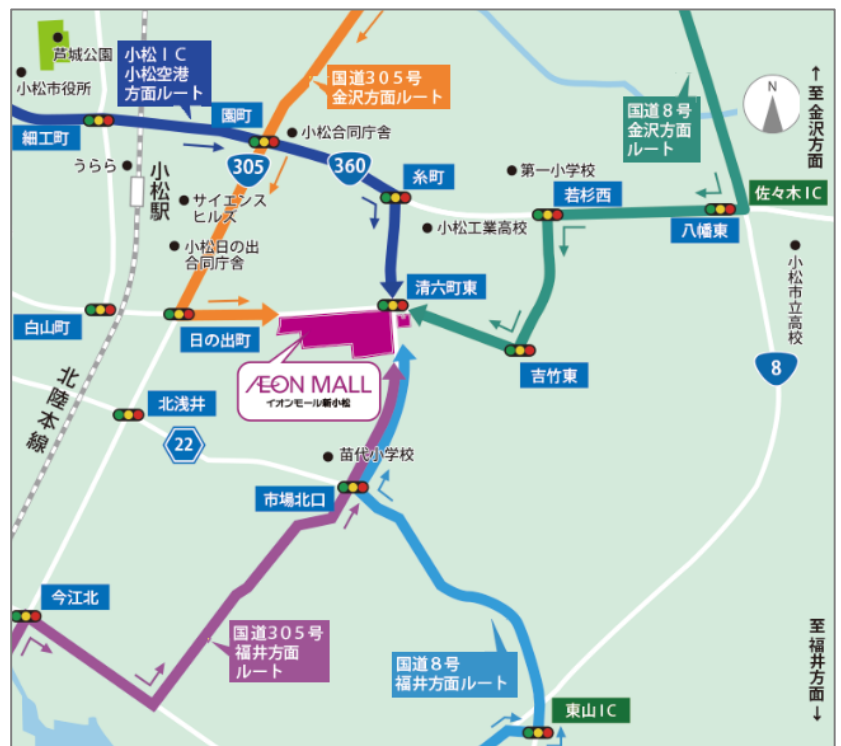 芦城公園
小松市役所
小松IC
小松空港
方面ルート
国道305号
金沢方面ルート
国道8号
金沢方面
ルート
N
↑至金沢方面
細工町
園町
小松合同庁舎
305
360
糸町
第一小学校
若杉西
佐々木IC
八幡東
うらら
小松駅
サイエンス
ヒルズ
小松工業高校
小松日の出
合同庁舎
清六町東
小松市立高校
白山町
日の出町
吉竹東
8
ÆON MALL
イオンモール新小松
北陸本線
北浅井
22
苗代小学校
市場北口
今江北
国道305号
福井方面
ルート
国道8号
福井方面ルート
東山IC
至福井方面↓